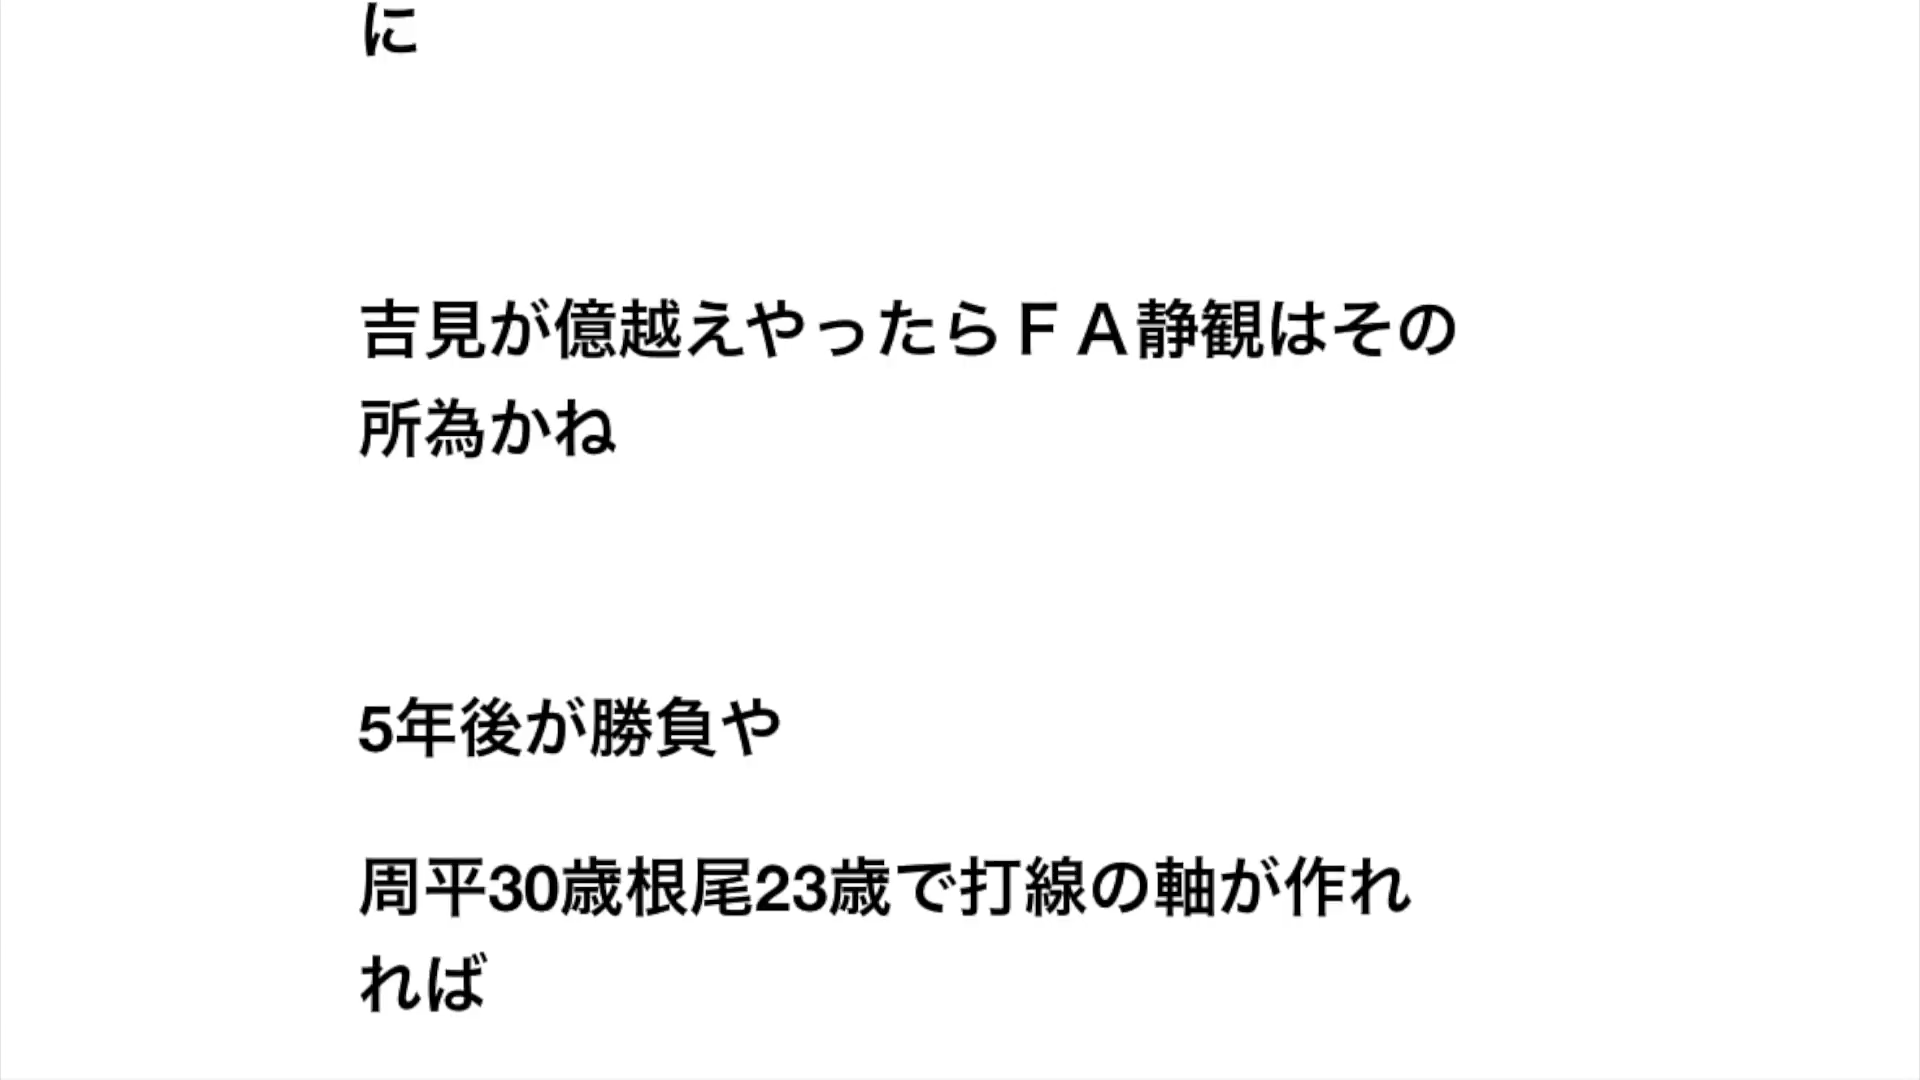 に
吉見が億越えやったらＦＡ静観はその
所為かね
5年後が勝負や
周平30歳根尾23歳で打線の軸が作れ
れば